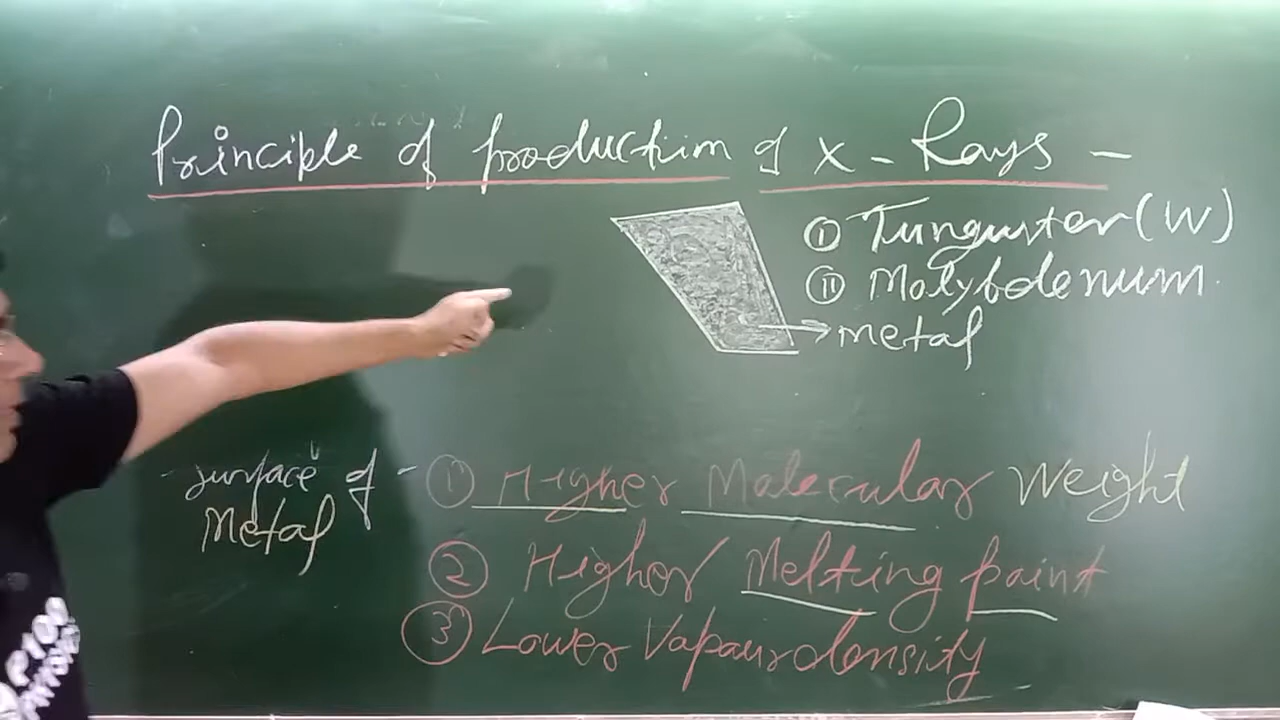 Principle of production of X - Rays -
① Tunguster (W)
② Molybdenum
→ metal
- surface of - ① Higher Molecular Weight
Metal
② Higher Melting point
③ Lower Vapour density